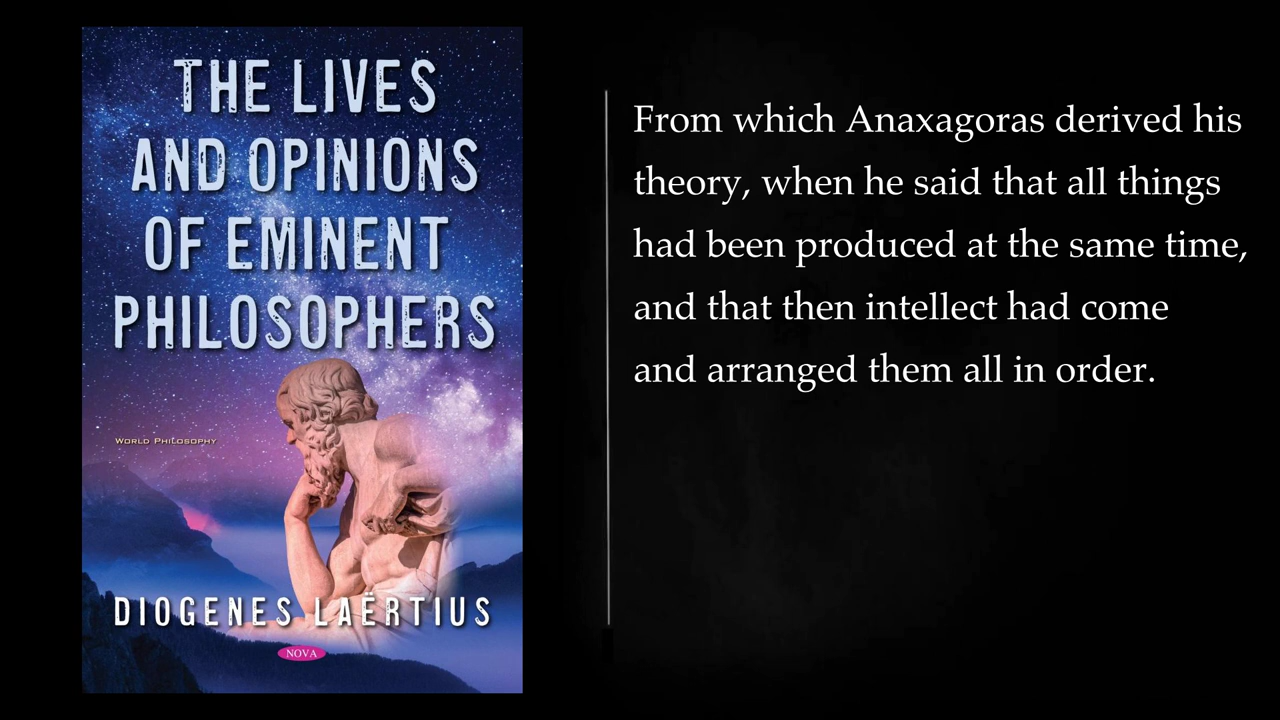 THE LIVES
AND OPINIONS
OF EMINENT
PHILOSOPHERS
WORLD PHILOSOPHY
DIOGENES LAËRTIUS
NOVA
From which Anaxagoras derived his
theory, when he said that all things
had been produced at the same time,
and that then intellect had come
and arranged them all in order.